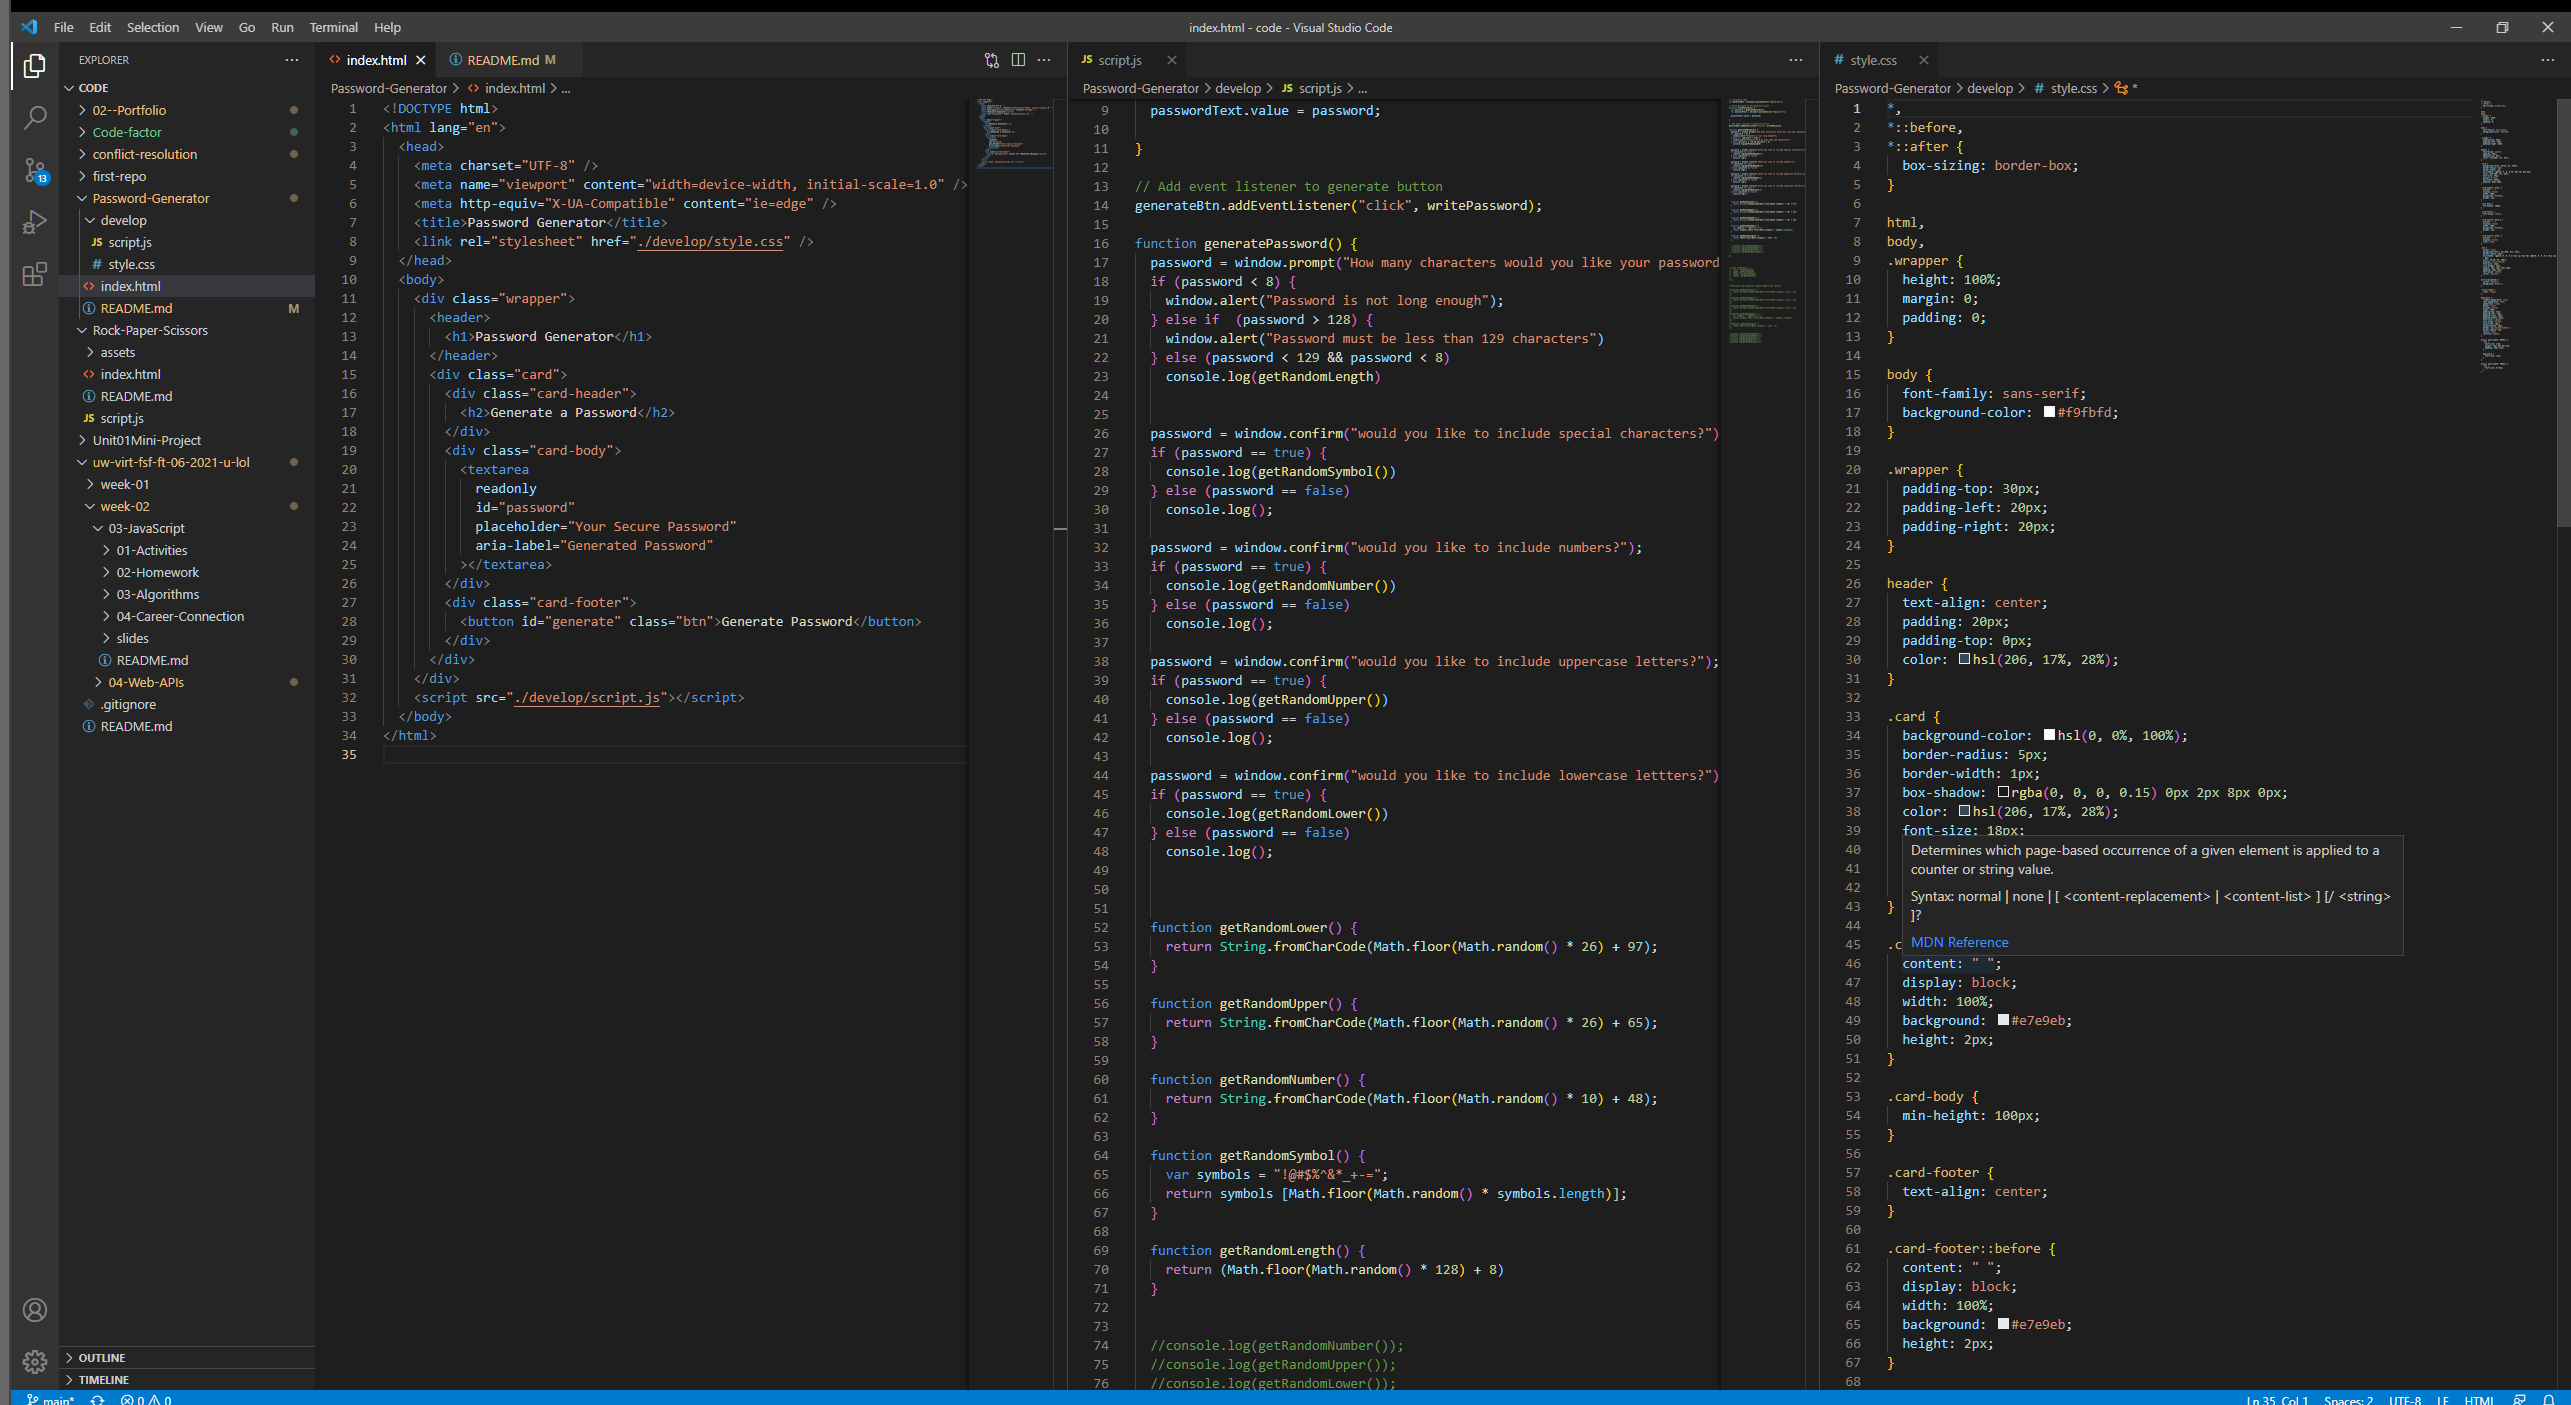 File Edit Selection View Go Run Terminal Help
index.html - code - Visual Studio Code
EXPLORER
CODE
02--Portfolio
Code-factor
conflict-resolution
first-repo
Password-Generator
develop
JS script.js
# style.css
<> index.html
README.md M
Rock-Paper-Scissors
assets
<> index.html
README.md
JS script.js
Unit01Mini-Project
uw-virt-fsf-ft-06-2021-u-lol
week-01
week-02
03-JavaScript
01-Activities
02-Homework
03-Algorithms
04-Career-Connection
slides
README.md
04-Web-APIs
.gitignore
README.md
OUTLINE
TIMELINE
13
<> index.html
README.md M
Password-Generator > <> index.html > ...
1 <!DOCTYPE html>
2 <html lang="en">
3 <head>
4 <meta charset="UTF-8" />
5 <meta name="viewport" content="width=device-width, initial-scale=1.0" />
6 <meta http-equiv="X-UA-Compatible" content="ie=edge" />
7 <title>Password Generator</title>
8 <link rel="stylesheet" href="./develop/style.css" />
9 </head>
10 <body>
11 <div class="wrapper">
12 <header>
13 <h1>Password Generator</h1>
14 </header>
15 <div class="card">
16 <div class="card-header">
17 <h2>Generate a Password</h2>
18 </div>
19 <div class="card-body">
20 <textarea
21 readonly
22 id="password"
23 placeholder="Your Secure Password"
24 aria-label="Generated Password"
25 ></textarea>
26 </div>
27 <div class="card-footer">
28 <button id="generate" class="btn">Generate Password</button>
29 </div>
30 </div>
31 </div>
32 <script src="./develop/script.js"></script>
33 </body>
34 </html>
35
JS script.js
Password-Generator > develop > JS script.js > ...
9 passwordText.value = password;
10
11 }
12
13 // Add event listener to generate button
14 generateBtn.addEventListener("click", writePassword);
15
16 function generatePassword() {
17 password = window.prompt("How many characters would you like your password
18 if (password < 8) {
19 window.alert("Password is not long enough");
20 } else if  (password > 128) {
21 window.alert("Password must be less than 129 characters")
22 } else (password < 129 && password < 8)
23 console.log(getRandomLength)
24
25
26 password = window.confirm("would you like to include special characters?")
27 if (password == true) {
28 console.log(getRandomSymbol())
29 } else (password == false)
30 console.log();
31
32 password = window.confirm("would you like to include numbers?");
33 if (password == true) {
34 console.log(getRandomNumber())
35 } else (password == false)
36 console.log();
37
38 password = window.confirm("would you like to include uppercase letters?");
39 if (password == true) {
40 console.log(getRandomUpper())
41 } else (password == false)
42 console.log();
43
44 password = window.confirm("would you like to include lowercase lettters?")
45 if (password == true) {
46 console.log(getRandomLower())
47 } else (password == false)
48 console.log();
49
50
51
52 function getRandomLower() {
53 return String.fromCharCode(Math.floor(Math.random() * 26) + 97);
54 }
55
56 function getRandomUpper() {
57 return String.fromCharCode(Math.floor(Math.random() * 26) + 65);
58 }
59
60 function getRandomNumber() {
61 return String.fromCharCode(Math.floor(Math.random() * 10) + 48);
62 }
63
64 function getRandomSymbol() {
65 var symbols = "!@#$%^&*_+-=";
66 return symbols [Math.floor(Math.random() * symbols.length)];
67 }
68
69 function getRandomLength() {
70 return (Math.floor(Math.random() * 128) + 8)
71 }
72
73
74 //console.log(getRandomNumber());
75 //console.log(getRandomUpper());
76 //console.log(getRandomLower());
# style.css
Password-Generator > develop > # style.css > *
1 *,
2 *::before,
3 *::after {
4 box-sizing: border-box;
5 }
6
7 html,
8 body,
9 .wrapper {
10 height: 100%;
11 margin: 0;
12 padding: 0;
13 }
14
15 body {
16 font-family: sans-serif;
17 background-color: #f9fbfd;
18 }
19
20 .wrapper {
21 padding-top: 30px;
22 padding-left: 20px;
23 padding-right: 20px;
24 }
25
26 header {
27 text-align: center;
28 padding: 20px;
29 padding-top: 0px;
30 color: hsl(206, 17%, 28%);
31 }
32
33 .card {
34 background-color: hsl(0, 0%, 100%);
35 border-radius: 5px;
36 border-width: 1px;
37 box-shadow: rgba(0, 0, 0, 0.15) 0px 2px 8px 0px;
38 color: hsl(206, 17%, 28%);
39 font-size: 18px;
40
41
42
43 }
44
45 .c
Determines which page-based occurrence of a given element is applied to a
counter or string value.
Syntax: normal | none | [ <content-replacement> | <content-list> ] [/ <string>
]?
MDN Reference
46 content: " ";
47 display: block;
48 width: 100%;
49 background: #e7e9eb;
50 height: 2px;
51 }
52
53 .card-body {
54 min-height: 100px;
55 }
56
57 .card-footer {
58 text-align: center;
59 }
60
61 .card-footer::before {
62 content: " ";
63 display: block;
64 width: 100%;
65 background: #e7e9eb;
66 height: 2px;
67 }
68
main* 0 0
Ln 35, Col 1 Spaces: 2 UTF-8 LF HTML